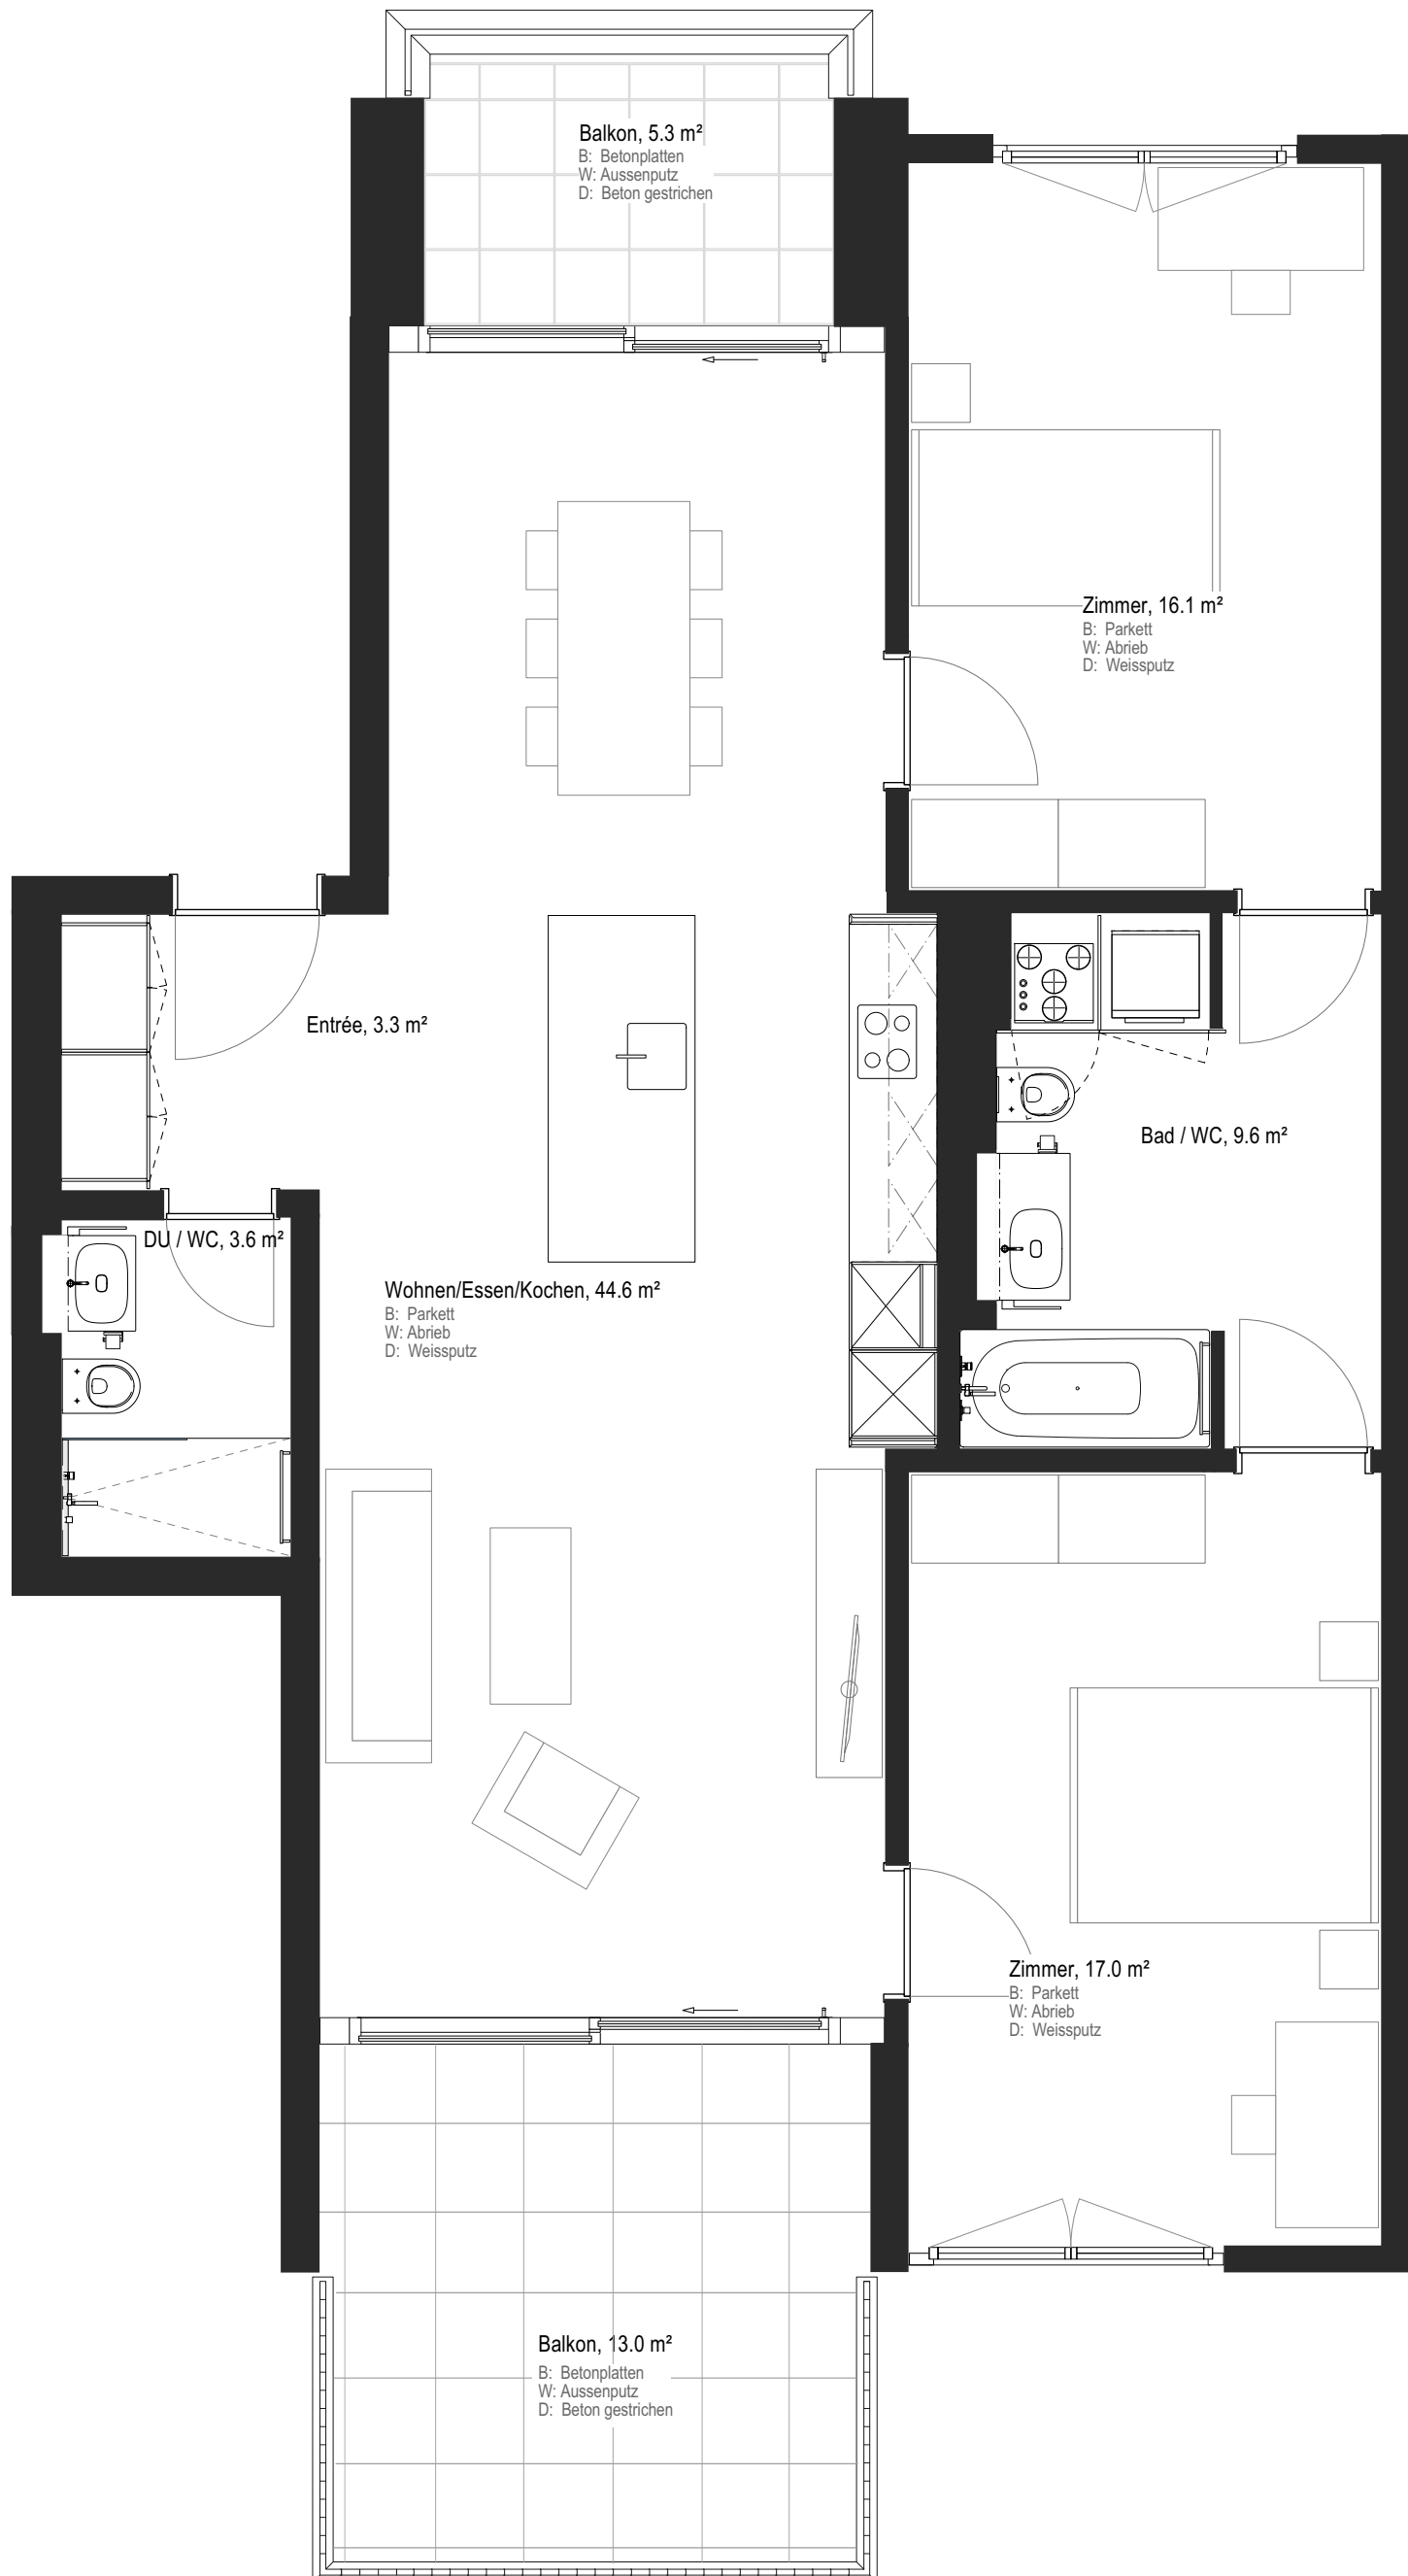 Balkon, 5.3 m²
B: Betonplatten
W: Aussenputz
D: Beton gestrichen
Zimmer, 16.1 m²
B: Parkett
W: Abrieb
D: Weissputz
Entrée, 3.3 m²
Bad / WC, 9.6 m²
DU / WC, 3.6 m²
Wohnen/Essen/Kochen, 44.6 m²
B: Parkett
W: Abrieb
D: Weissputz
Zimmer, 17.0 m²
B: Parkett
W: Abrieb
D: Weissputz
Balkon, 13.0 m²
B: Betonplatten
W: Aussenputz
D: Beton gestrichen